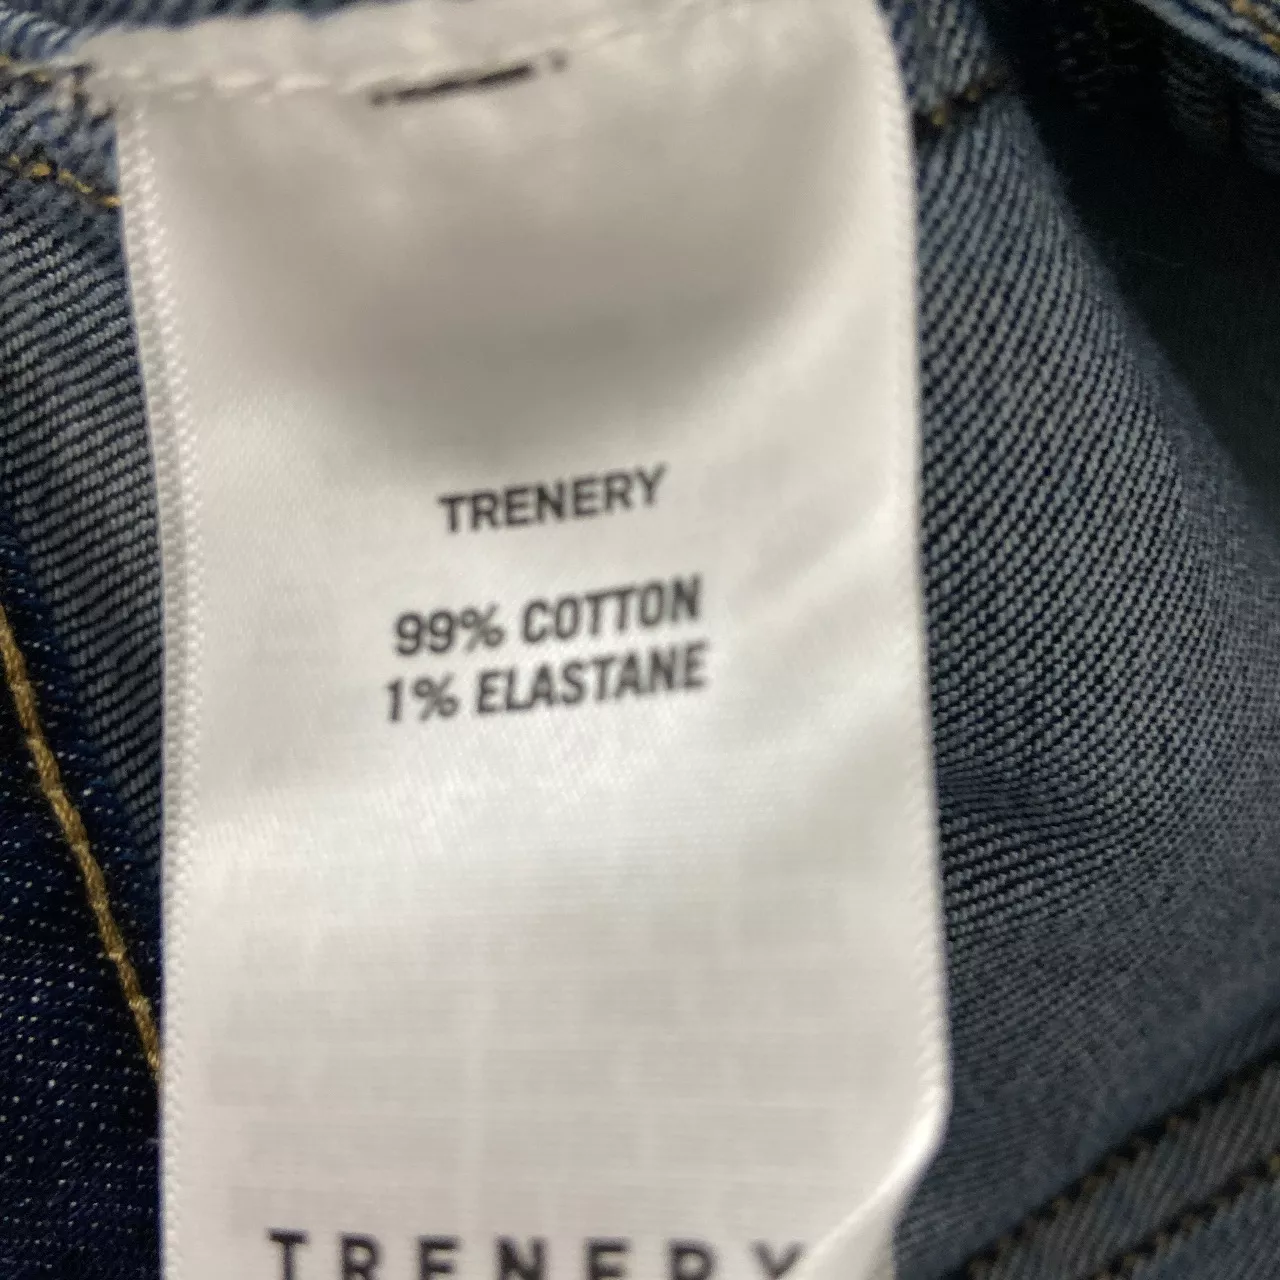 TRENERY
99% COTTON
1% ELASTANE
TRENERY